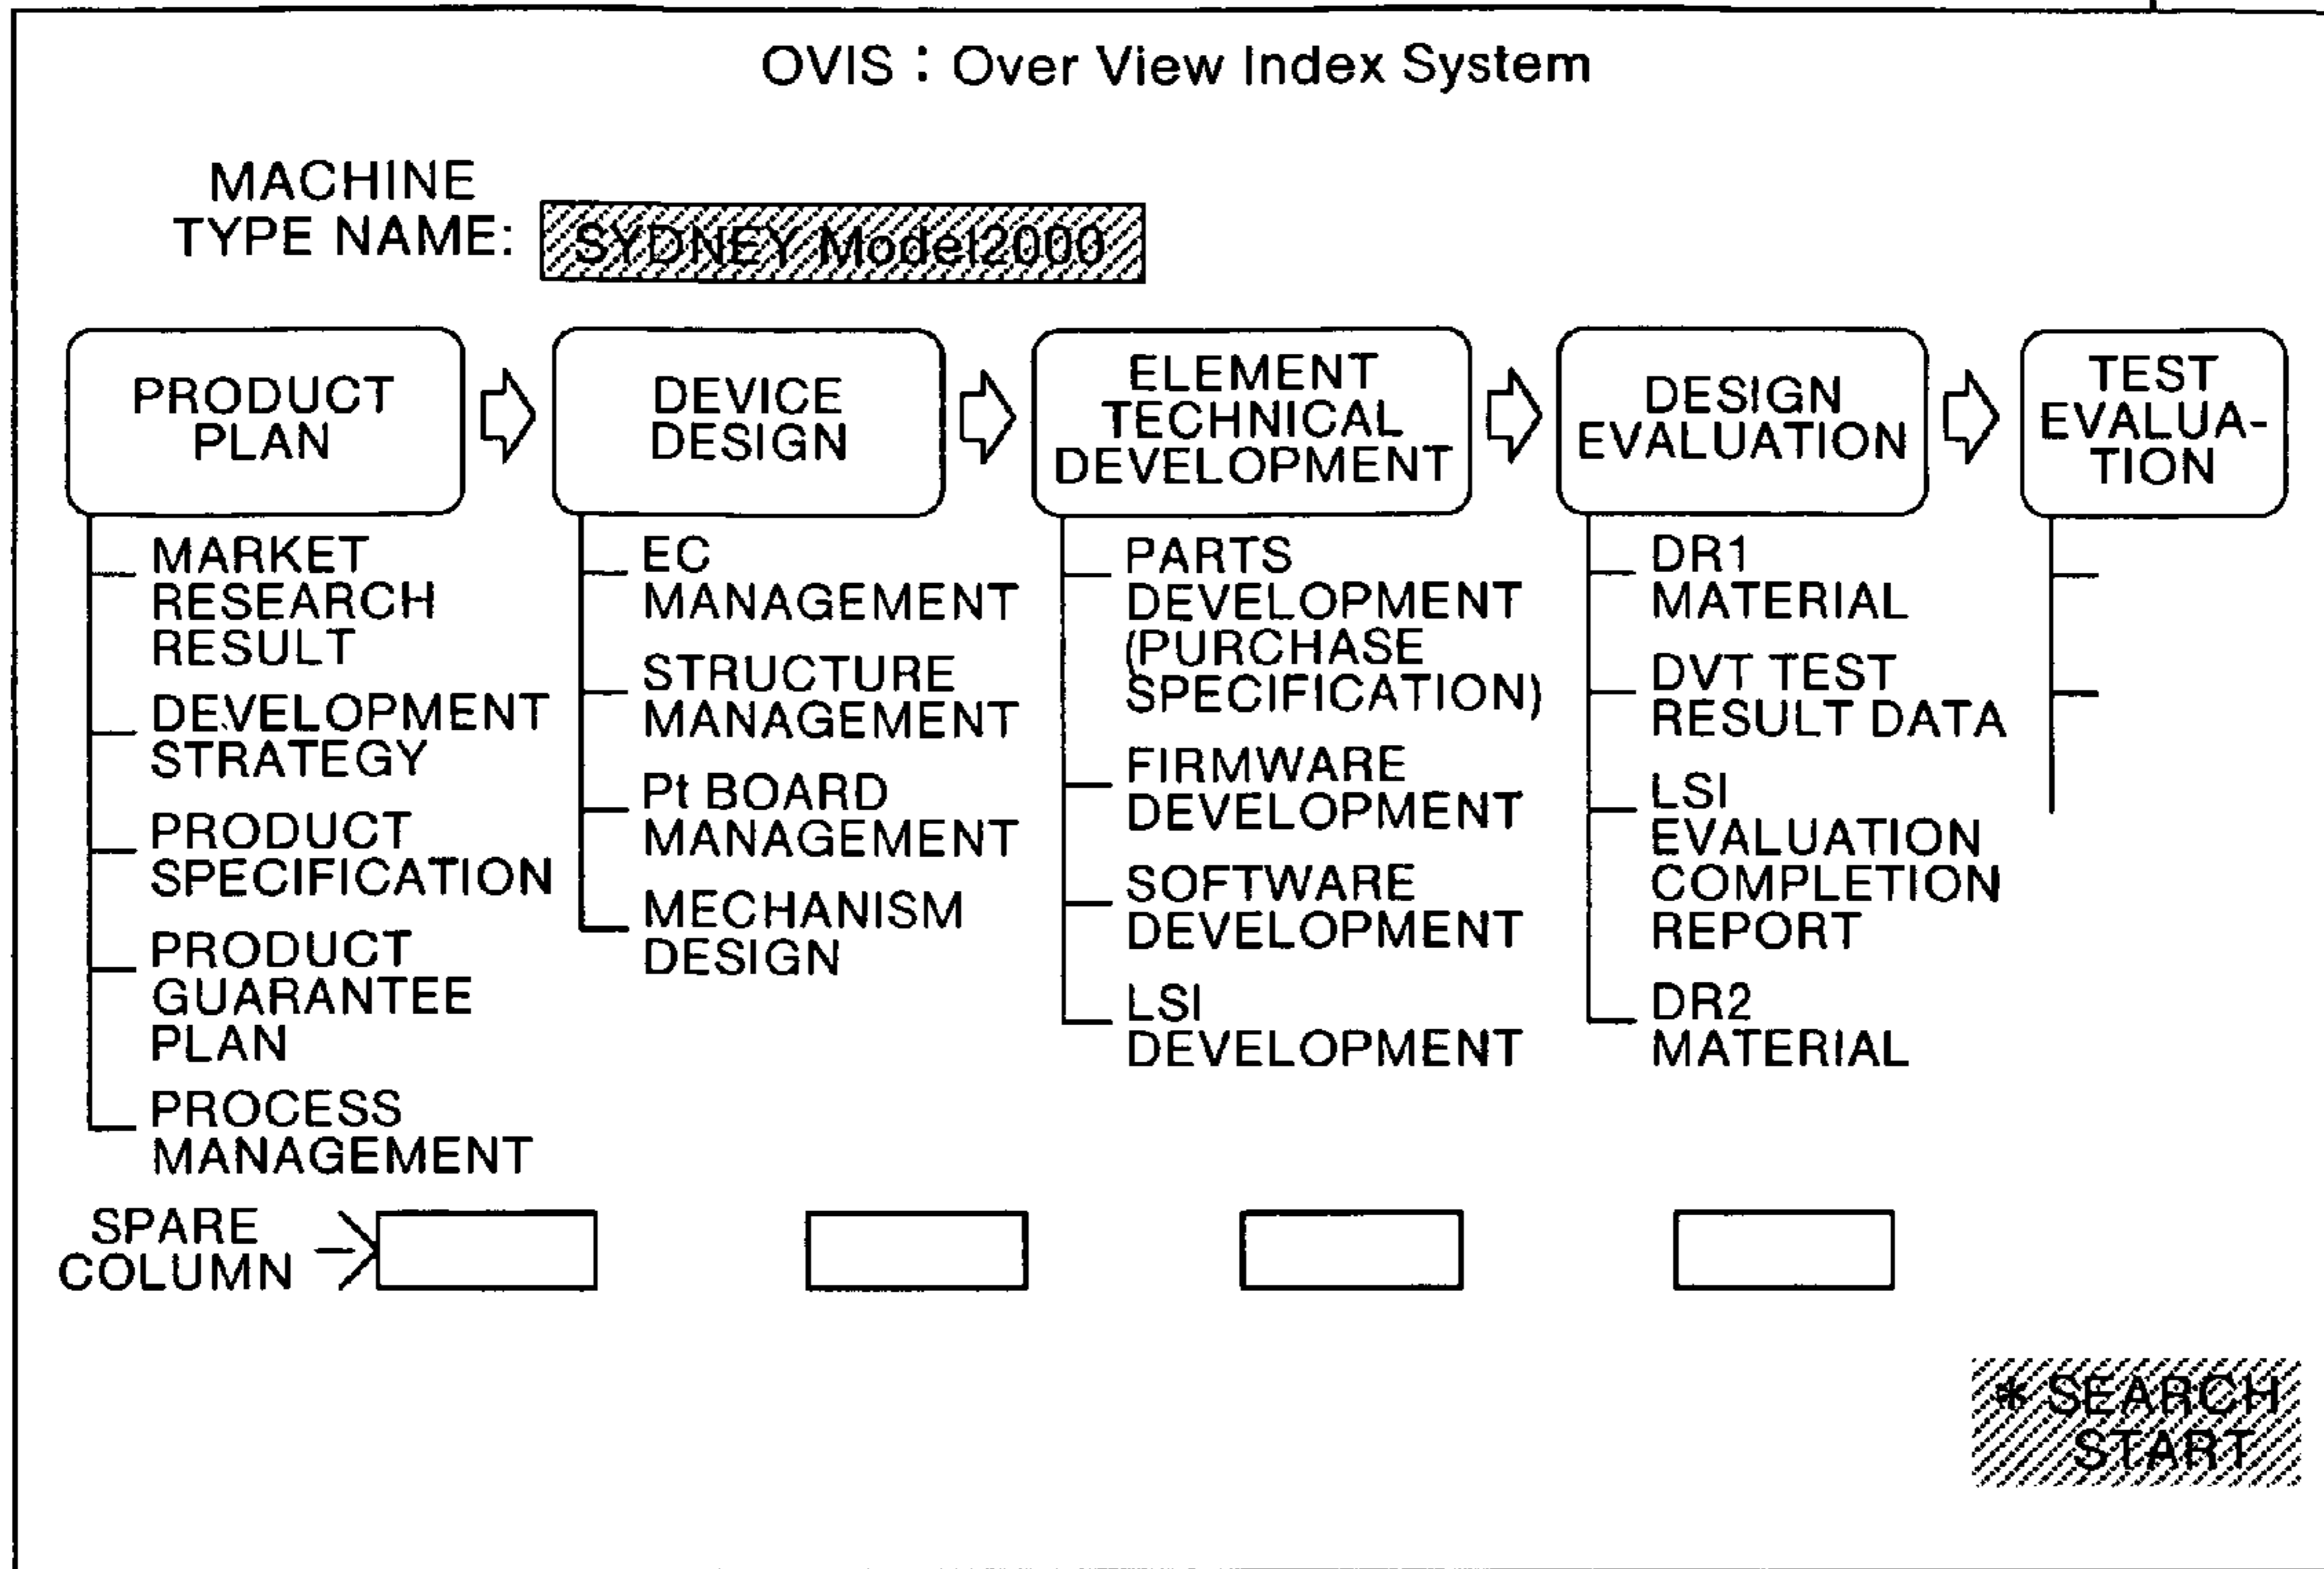 OVIS : Over View Index System
MACHINE
TYPE NAME:
SYDNEY Model2000
PRODUCT
PLAN
DEVICE
DESIGN
ELEMENT
TECHNICAL
DEVELOPMENT
DESIGN
EVALUATION
TEST
EVALUA-
TION
MARKET
RESEARCH
RESULT
DEVELOPMENT
STRATEGY
PRODUCT
SPECIFICATION
PRODUCT
GUARANTEE
PLAN
PROCESS
MANAGEMENT
EC
MANAGEMENT
STRUCTURE
MANAGEMENT
Pt BOARD
MANAGEMENT
MECHANISM
DESIGN
PARTS
DEVELOPMENT
(PURCHASE
SPECIFICATION)
FIRMWARE
DEVELOPMENT
SOFTWARE
DEVELOPMENT
LSI
DEVELOPMENT
DR1
MATERIAL
DVT TEST
RESULT DATA
LSI
EVALUATION
COMPLETION
REPORT
DR2
MATERIAL
SPARE
COLUMN
* SEARCH
START